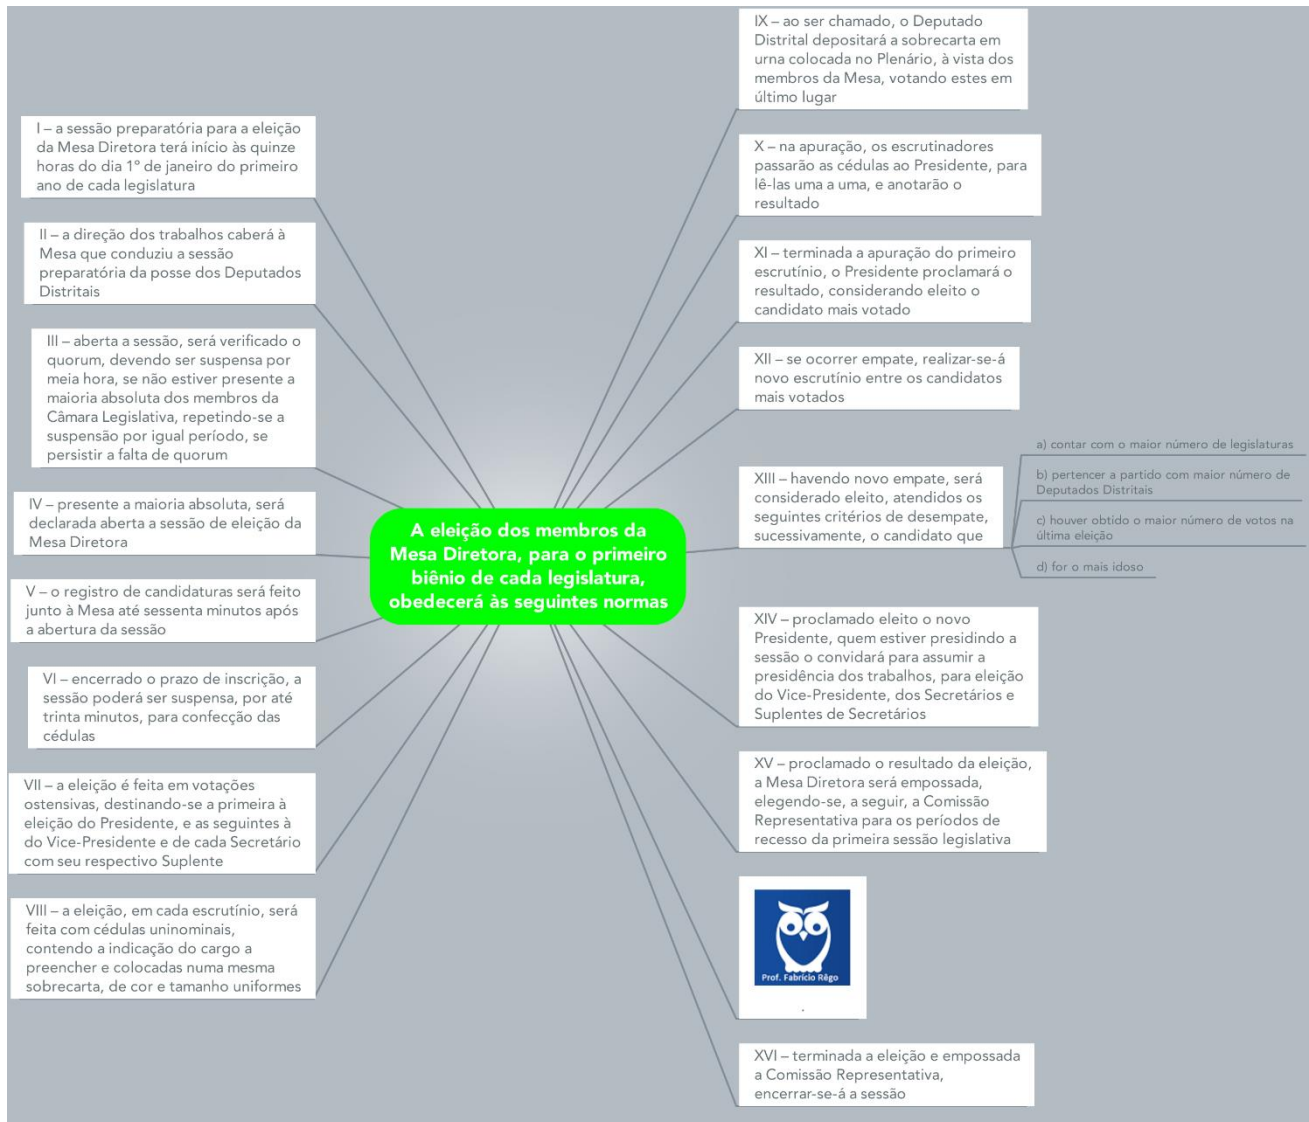 A eleição dos membros da
Mesa Diretora, para o primeiro
biênio de cada legislatura,
obedecerá às seguintes normas
I – a sessão preparatória para a eleição
da Mesa Diretora terá início às quinze
horas do dia 1º de janeiro do primeiro
ano de cada legislatura
II – a direção dos trabalhos caberá à
Mesa que conduziu a sessão
preparatória da posse dos Deputados
Distritais
III – aberta a sessão, será verificado o
quorum, devendo ser suspensa por
meia hora, se não estiver presente a
maioria absoluta dos membros da
Câmara Legislativa, repetindo-se a
suspensão por igual período, se
persistir a falta de quorum
IV – presente a maioria absoluta, será
declarada aberta a sessão de eleição da
Mesa Diretora
V – o registro de candidaturas será feito
junto à Mesa até sessenta minutos após
a abertura da sessão
VI – encerrado o prazo de inscrição, a
sessão poderá ser suspensa, por até
trinta minutos, para confecção das
cédulas
VII – a eleição é feita em votações
ostensivas, destinando-se a primeira à
eleição do Presidente, e as seguintes à
do Vice-Presidente e de cada Secretário
com seu respectivo Suplente
VIII – a eleição, em cada escrutínio, será
feita com cédulas uninominais,
contendo a indicação do cargo a
preencher e colocadas numa mesma
sobrecarta, de cor e tamanho uniformes
IX – ao ser chamado, o Deputado
Distrital depositará a sobrecarta em
urna colocada no Plenário, à vista dos
membros da Mesa, votando estes em
último lugar
X – na apuração, os escrutinadores
passarão as cédulas ao Presidente, para
lê-las uma a uma, e anotarão o
resultado
XI – terminada a apuração do primeiro
escrutínio, o Presidente proclamará o
resultado, considerando eleito o
candidato mais votado
XII – se ocorrer empate, realizar-se-á
novo escrutínio entre os candidatos
mais votados
XIII – havendo novo empate, será
considerado eleito, atendidos os
seguintes critérios de desempate,
sucessivamente, o candidato que
a) contar com o maior número de legislaturas
b) pertencer a partido com maior número de
Deputados Distritais
c) houver obtido o maior número de votos na
última eleição
d) for o mais idoso
XIV – proclamado eleito o novo
Presidente, quem estiver presidindo a
sessão o convidará para assumir a
presidência dos trabalhos, para eleição
do Vice-Presidente, dos Secretários e
Suplentes de Secretários
XV – proclamado o resultado da eleição,
a Mesa Diretora será empossada,
elegendo-se, a seguir, a Comissão
Representativa para os períodos de
recesso da primeira sessão legislativa
Prof. Fabrício Rêgo
.
XVI – terminada a eleição e empossada
a Comissão Representativa,
encerrar-se-á a sessão